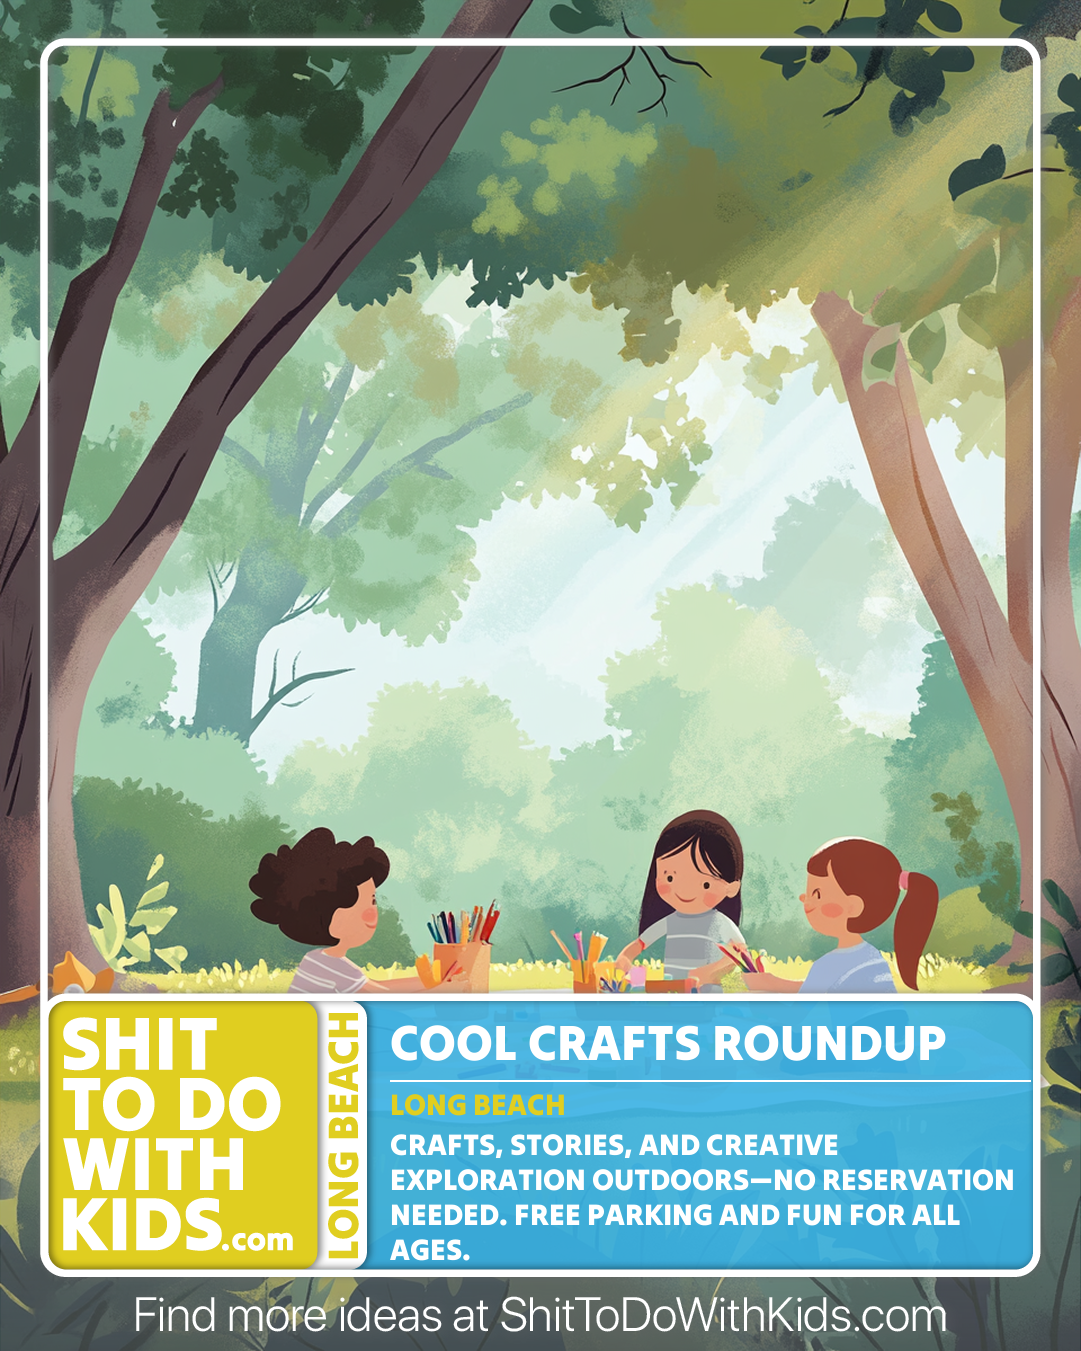 SHIT
TO DO
WITH
KIDS.com
LONG BEACH
COOL CRAFTS ROUNDUP
LONG BEACH
CRAFTS, STORIES, AND CREATIVE
EXPLORATION OUTDOORS—NO RESERVATION
NEEDED. FREE PARKING AND FUN FOR ALL
AGES.
Find more ideas at ShitToDoWithKids.com